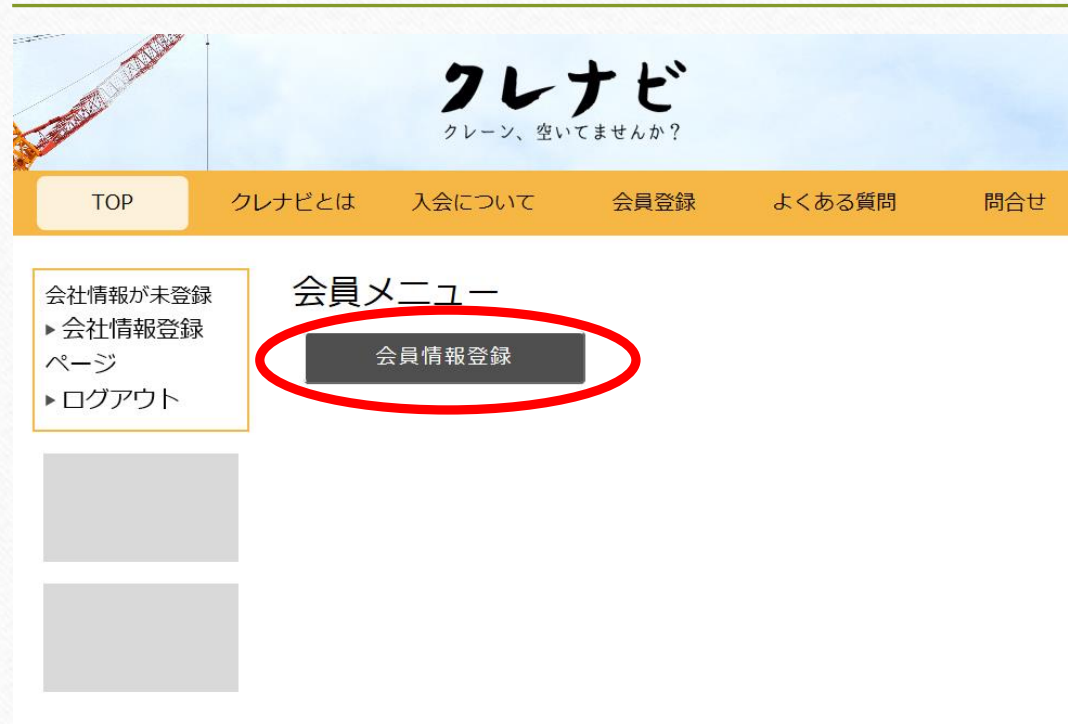 クレナビ
クレーン、空いてませんか？
TOP クレナビとは 入会について 会員登録 よくある質問 問合せ
会社情報が未登録
▶会社情報登録
ページ
▶ログアウト
会員メニュー
会員情報登録